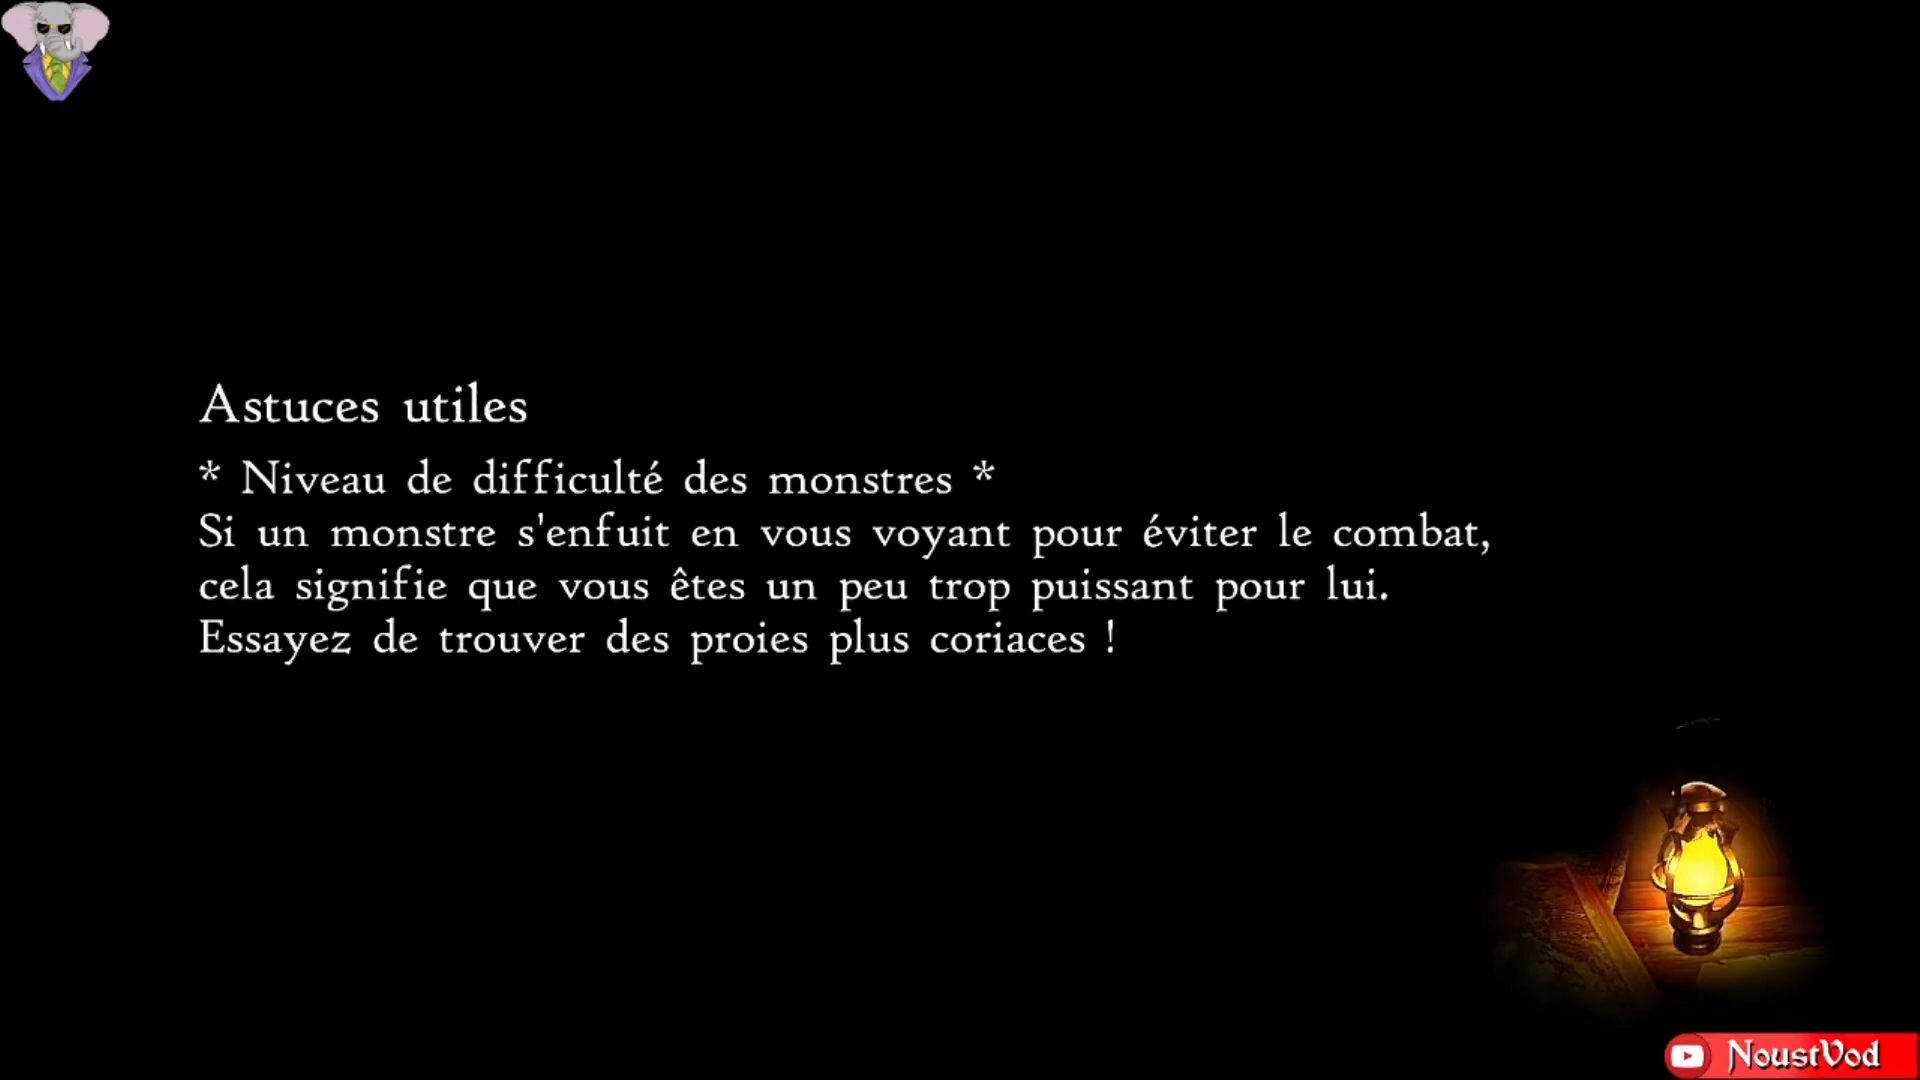 Astuces utiles
* Niveau de difficulté des monstres *
Si un monstre s'enfuit en vous voyant pour éviter le combat,
cela signifie que vous êtes un peu trop puissant pour lui.
Essayez de trouver des proies plus coriaces !
NoustVod